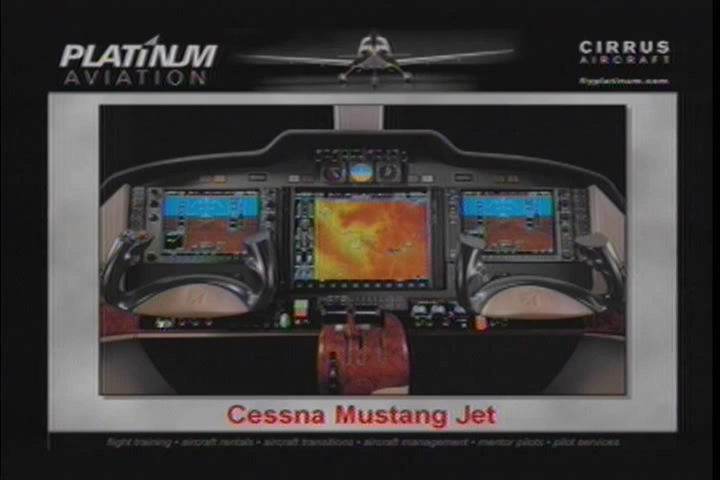 PLATINUM
AVIATION
CIRRUS
AIRCRAFT
flyplatinum.com
Cessna Mustang Jet
flight training • aircraft rentals • aircraft transitions • aircraft management • mentor pilots • pilot services